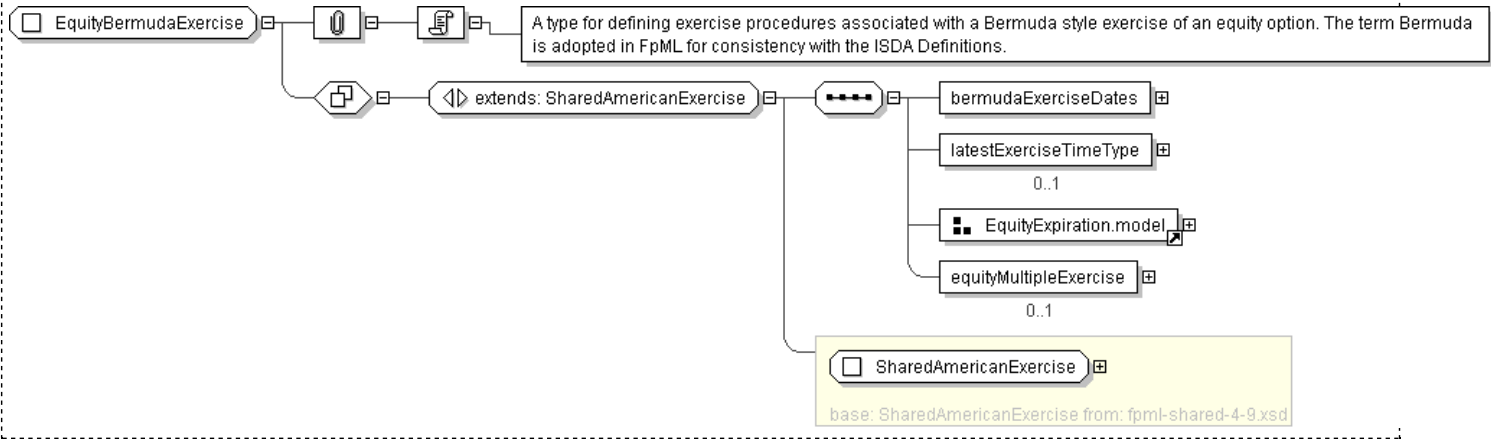 EquityBermudaExercise
A type for defining exercise procedures associated with a Bermuda style exercise of an equity option. The term Bermuda
is adopted in FpML for consistency with the ISDA Definitions.
extends: SharedAmericanExercise
bermudaExerciseDates
latestExerciseTimeType
0..1
EquityExpiration.model
equityMultipleExercise
0..1
SharedAmericanExercise
base: SharedAmericanExercise from: fpml-shared-4-9.xsd